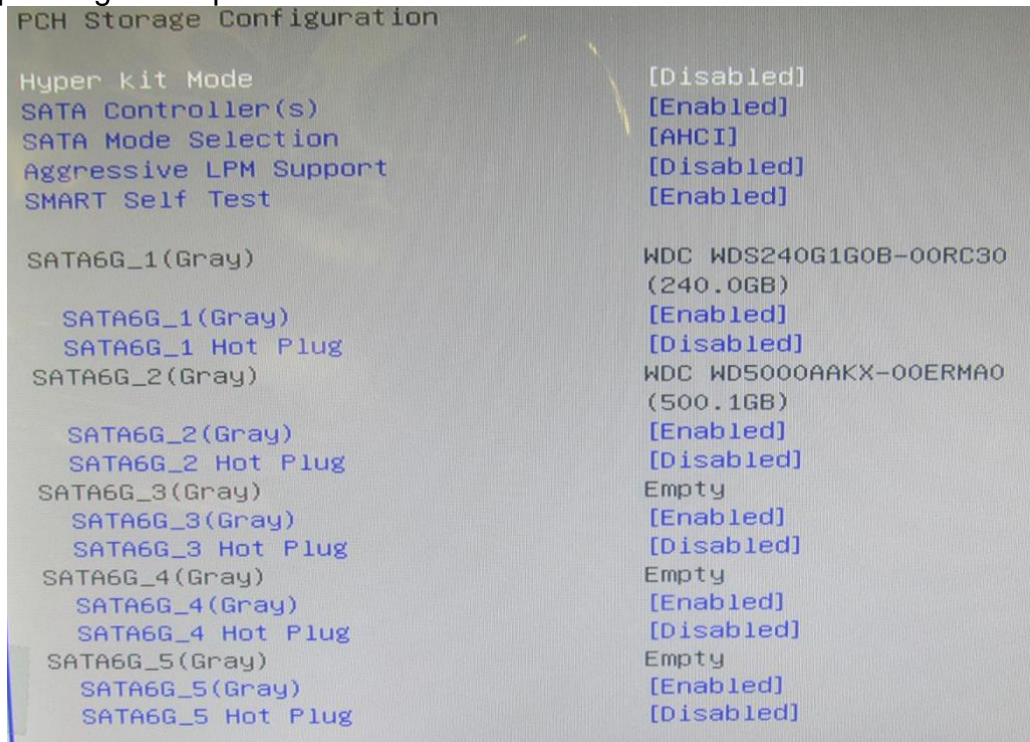 PCH Storage Configuration
Hyper kit Mode [Disabled]
SATA Controller(s) [Enabled]
SATA Mode Selection [AHCI]
Aggressive LPM Support [Disabled]
SMART Self Test [Enabled]
SATA6G_1(Gray) WDC WDS240G1G0B-00RC30
(240.0GB)
SATA6G_1(Gray) [Enabled]
SATA6G_1 Hot Plug [Disabled]
SATA6G_2(Gray) WDC WD5000AAKX-00ERMA0
(500.1GB)
SATA6G_2(Gray) [Enabled]
SATA6G_2 Hot Plug [Disabled]
SATA6G_3(Gray) Empty
SATA6G_3(Gray) [Enabled]
SATA6G_3 Hot Plug [Disabled]
SATA6G_4(Gray) Empty
SATA6G_4(Gray) [Enabled]
SATA6G_4 Hot Plug [Disabled]
SATA6G_5(Gray) Empty
SATA6G_5(Gray) [Enabled]
SATA6G_5 Hot Plug [Disabled]